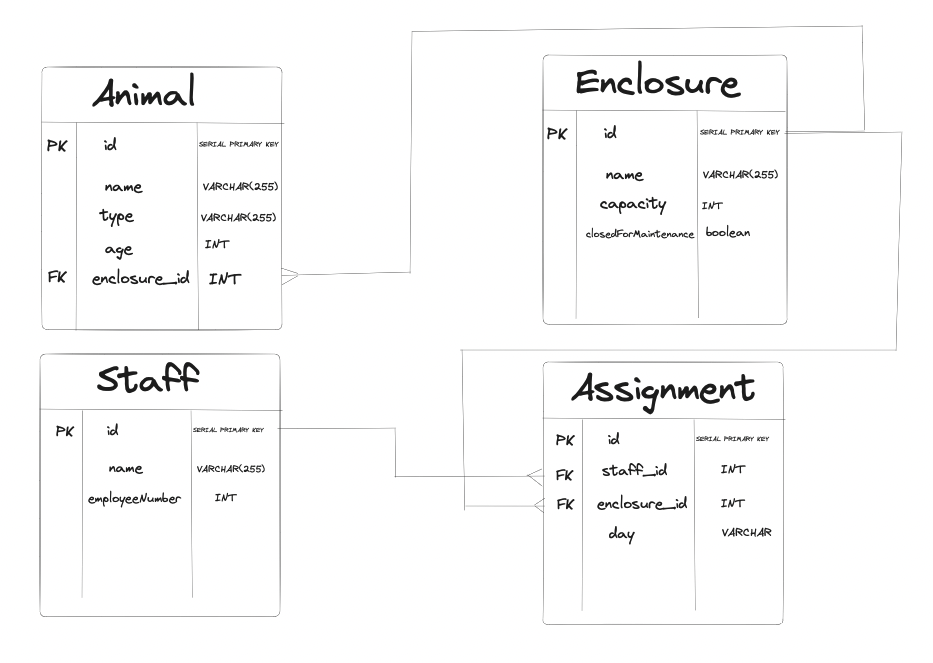 Animal
PK id SERIAL PRIMARY KEY
name VARCHAR(255)
type VARCHAR(255)
age INT
FK enclosure_id INT
Enclosure
PK id SERIAL PRIMARY KEY
name VARCHAR(255)
capacity INT
closedForMaintenance boolean
Staff
PK id SERIAL PRIMARY KEY
name VARCHAR(255)
employeeNumber INT
Assignment
PK id SERIAL PRIMARY KEY
FK staff_id INT
FK enclosure_id INT
day VARCHAR